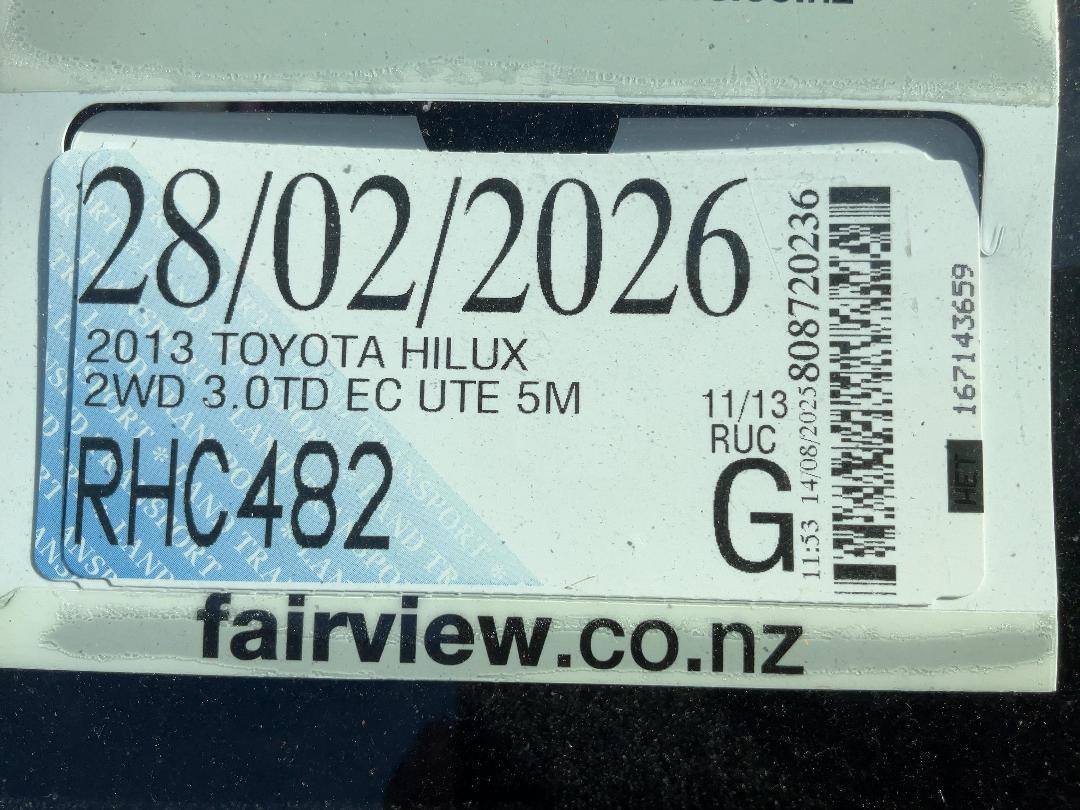 28/02/2026
2013 TOYOTA HILUX
2WD 3.0TD EC UTE 5M
RHC482
11/13
RUC
G
11:53 14/08/2025 8087720236
167143659
HET
fairview.co.nz